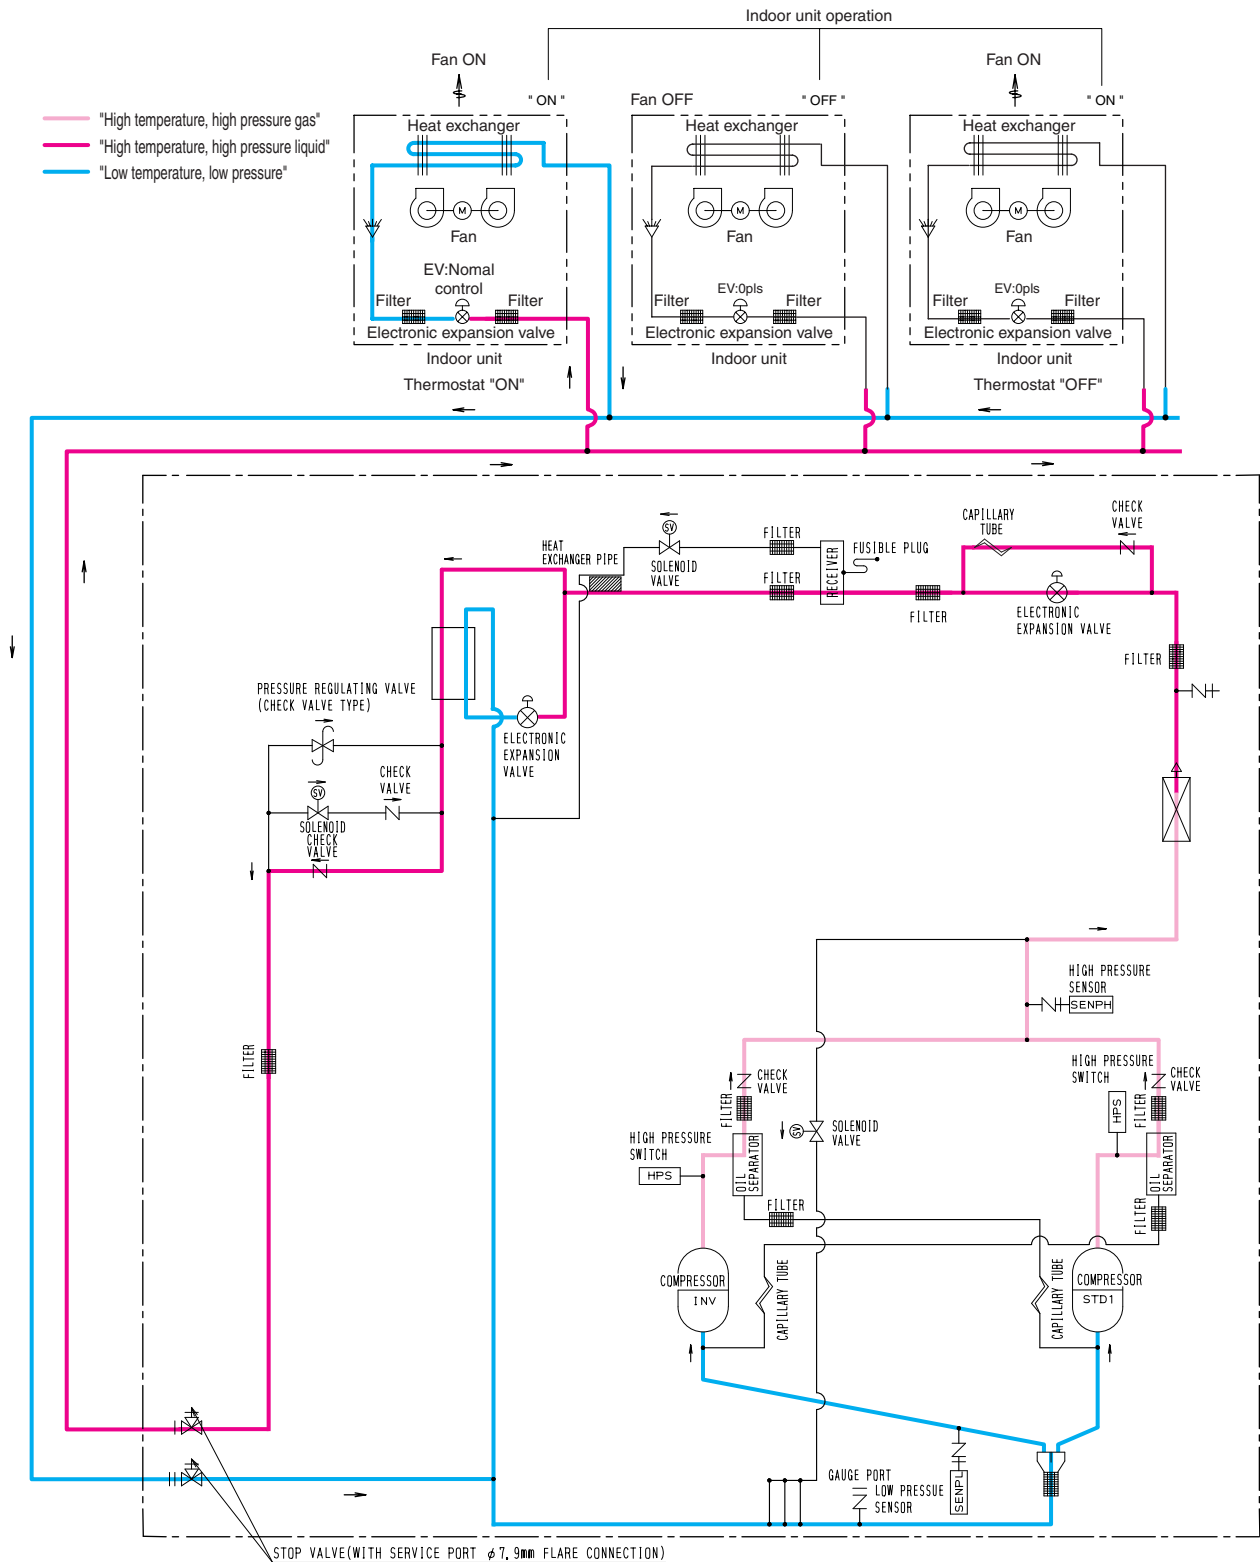 Indoor unit operation
Fan ON
Fan ON
" ON "
Fan OFF
" OFF "
" ON "
"High temperature, high pressure gas"
"High temperature, high pressure liquid"
"Low temperature, low pressure"
Heat exchanger
Heat exchanger
Heat exchanger
M
M
M
Fan
Fan
Fan
EV:Nomal
control
EV:0pls
EV:0pls
Filter
Filter
Filter
Filter
Filter
Filter
Electronic expansion valve
Electronic expansion valve
Electronic expansion valve
Indoor unit
Indoor unit
Indoor unit
Thermostat "ON"
Thermostat "OFF"
HEAT
EXCHANGER PIPE
SV
SOLENOID
VALVE
FILTER
FILTER
RECEIVER
FUSIBLE PLUG
CAPILLARY
TUBE
CHECK
VALVE
FILTER
ELECTRONIC
EXPANSION VALVE
FILTER
PRESSURE REGULATING VALVE
(CHECK VALVE TYPE)
ELECTRONIC
EXPANSION
VALVE
CHECK
VALVE
SV
SOLENOID
CHECK
VALVE
HIGH PRESSURE
SENSOR
SENPH
FILTER
CHECK
VALVE
FILTER
HIGH PRESSURE
SWITCH
HPS
CHECK
VALVE
FILTER
SV
SOLENOID
VALVE
HIGH PRESSURE
SWITCH
HPS
OIL
SEPARATOR
OIL
SEPARATOR
FILTER
FILTER
COMPRESSOR
INV
CAPILLARY TUBE
CAPILLARY TUBE
COMPRESSOR
STD1
GAUGE PORT
LOW PRESSUE
SENSOR
SENPL
STOP VALVE(WITH SERVICE PORT φ7,9mm FLARE CONNECTION)